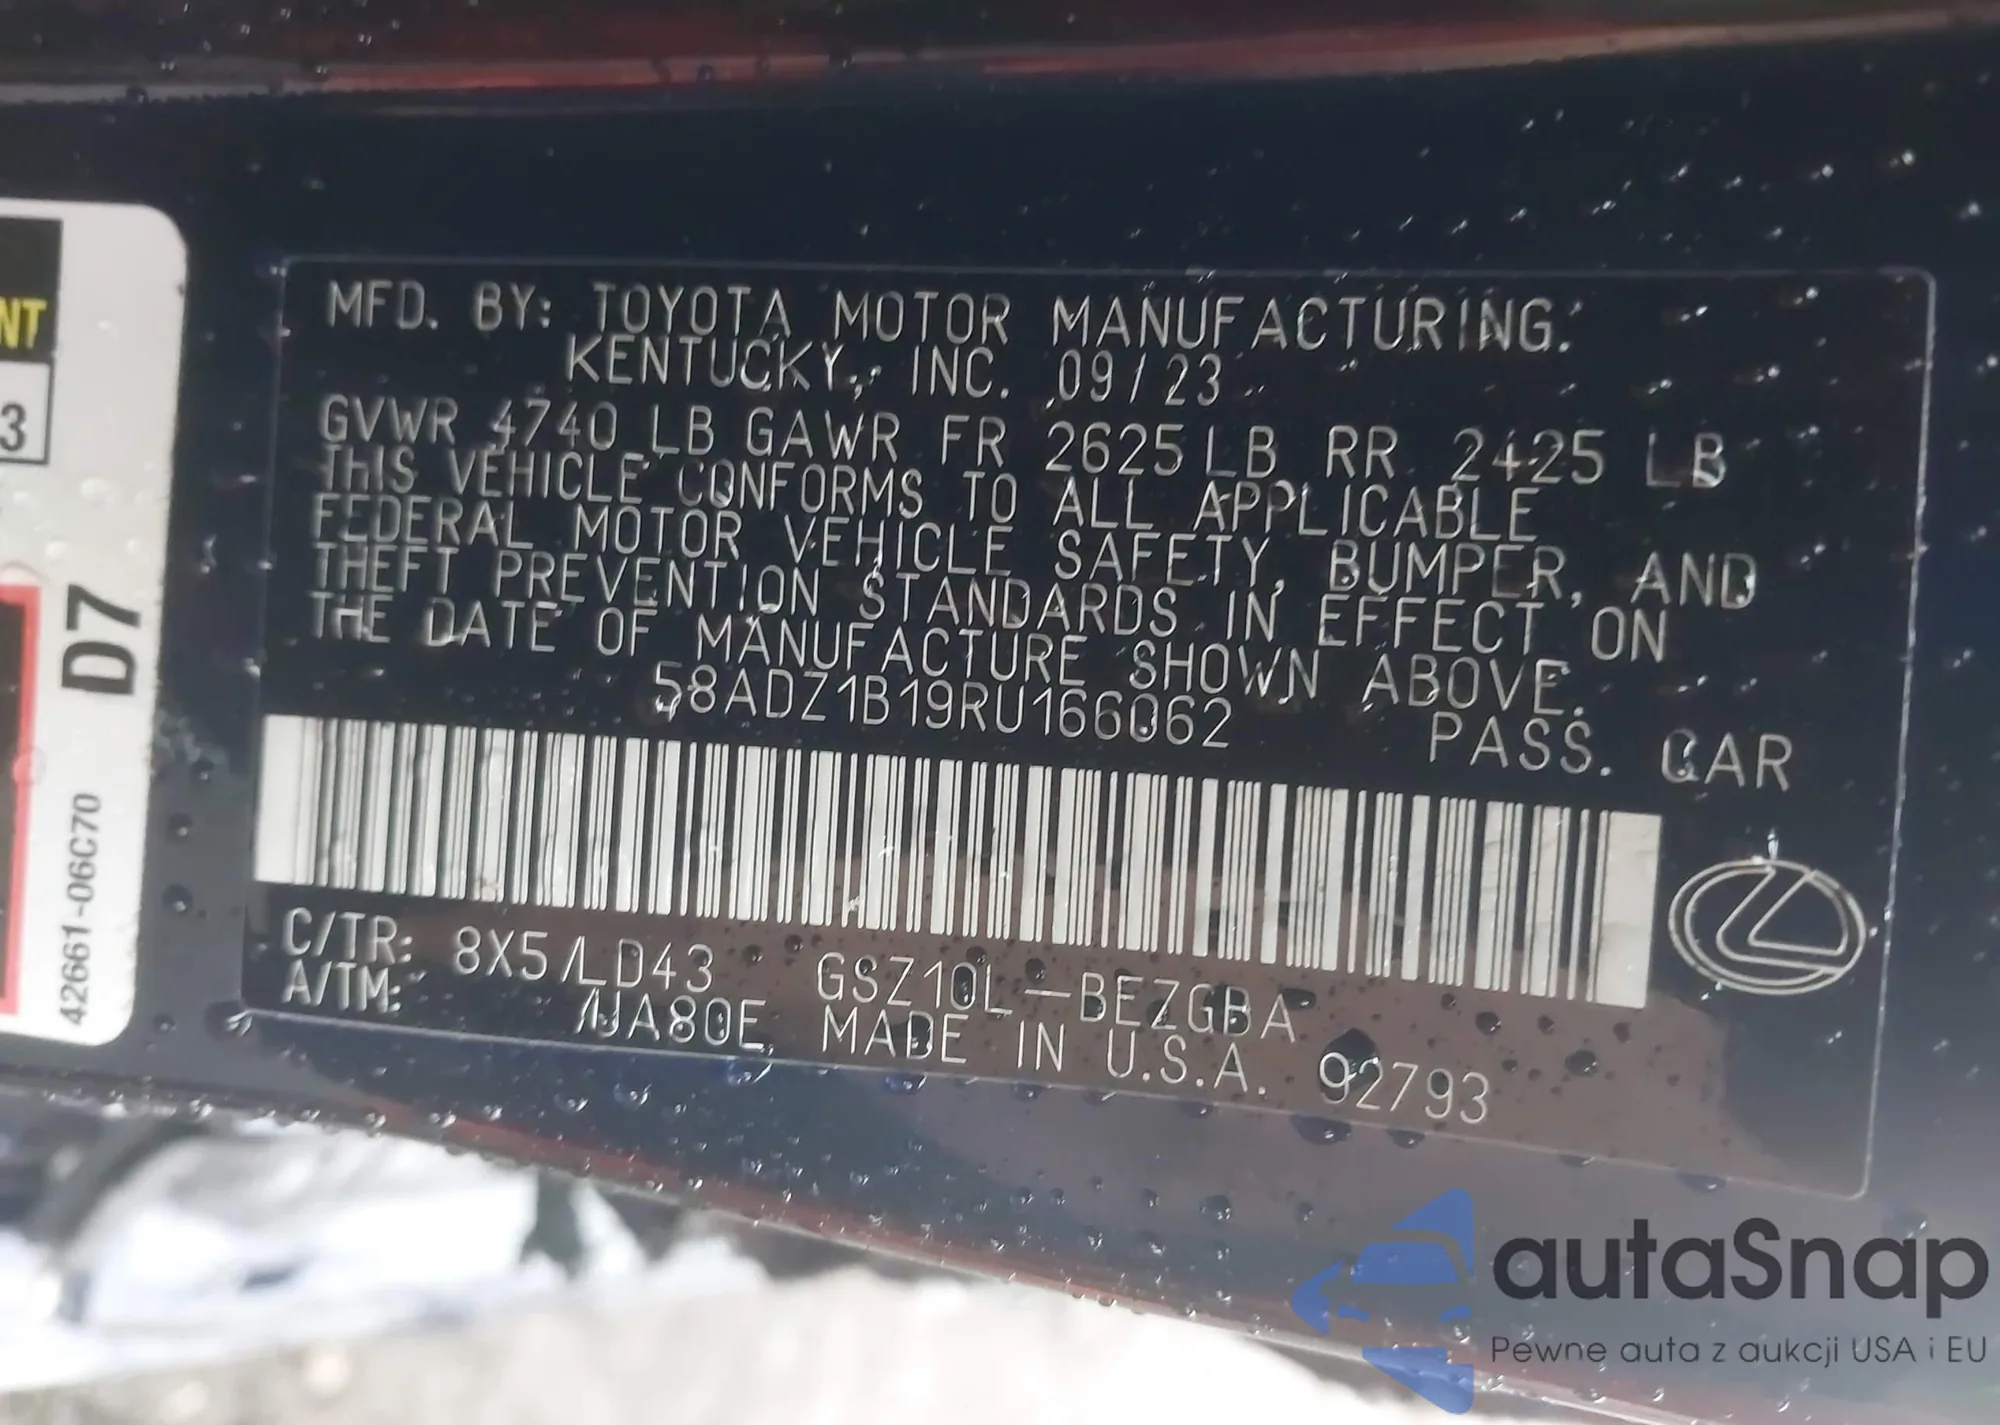 MFD. BY: TOYOTA MOTOR MANUFACTURING.
KENTUCKY, INC. 09/23
GVWR 4740 LB GAWR FR 2625 LB RR 2425 LB
THIS VEHICLE CONFORMS TO ALL APPLICABLE
FEDERAL MOTOR VEHICLE SAFETY, BUMPER, AND
THEFT PREVENTION STANDARDS IN EFFECT ON
THE DATE OF MANUFACTURE SHOWN ABOVE.
58ADZ1B19RU166062 PASS. CAR
C/TR: 8X5/LD43 GSZ10L-BEZGBA
A/TM: /UA80E MADE IN U.S.A. 92793
NT
3
D7
42661-06C70
autaSnap
Pewne auta z aukcji USA i EU